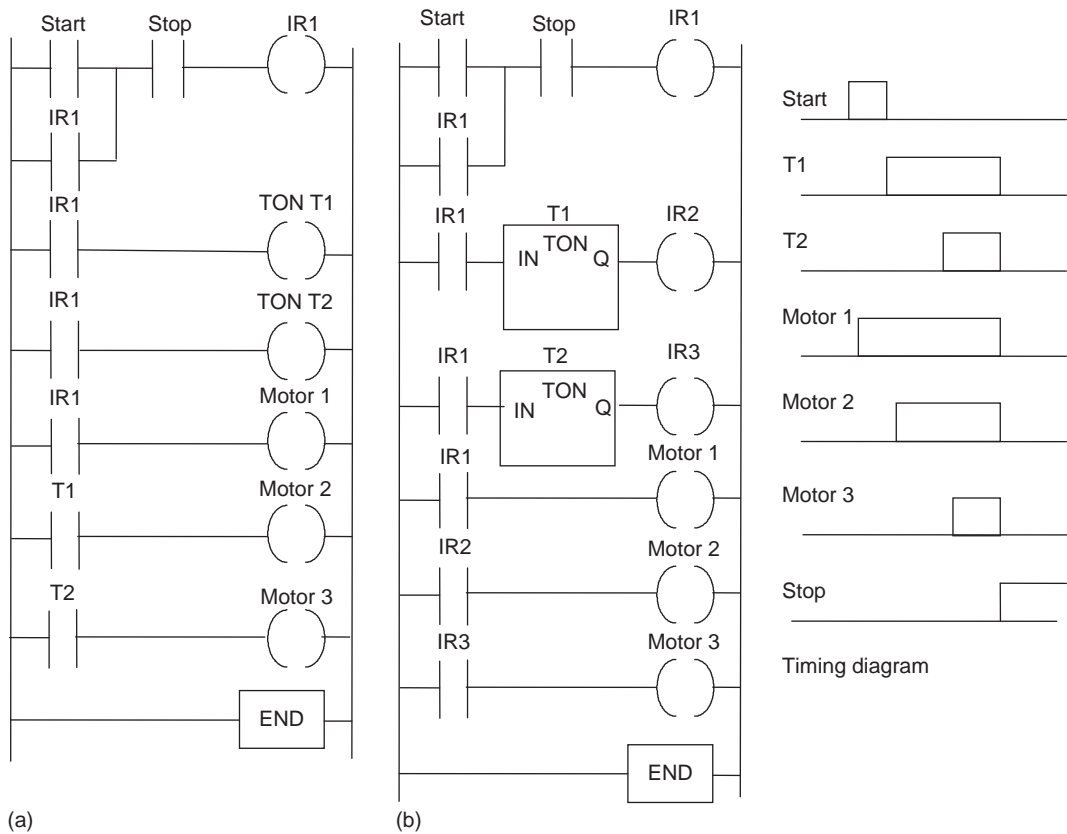 Start Stop IR1
IR1
IR1 TON T1
IR1 TON T2
IR1 Motor 1
T1 Motor 2
T2 Motor 3
END
(a)
Start Stop IR1
IR1
IR1 T1 IR2
IN TON Q
IR1 T2 IR3
IN TON Q
IR1 Motor 1
IR2 Motor 2
IR3 Motor 3
END
(b)
Start
T1
T2
Motor 1
Motor 2
Motor 3
Stop
Timing diagram